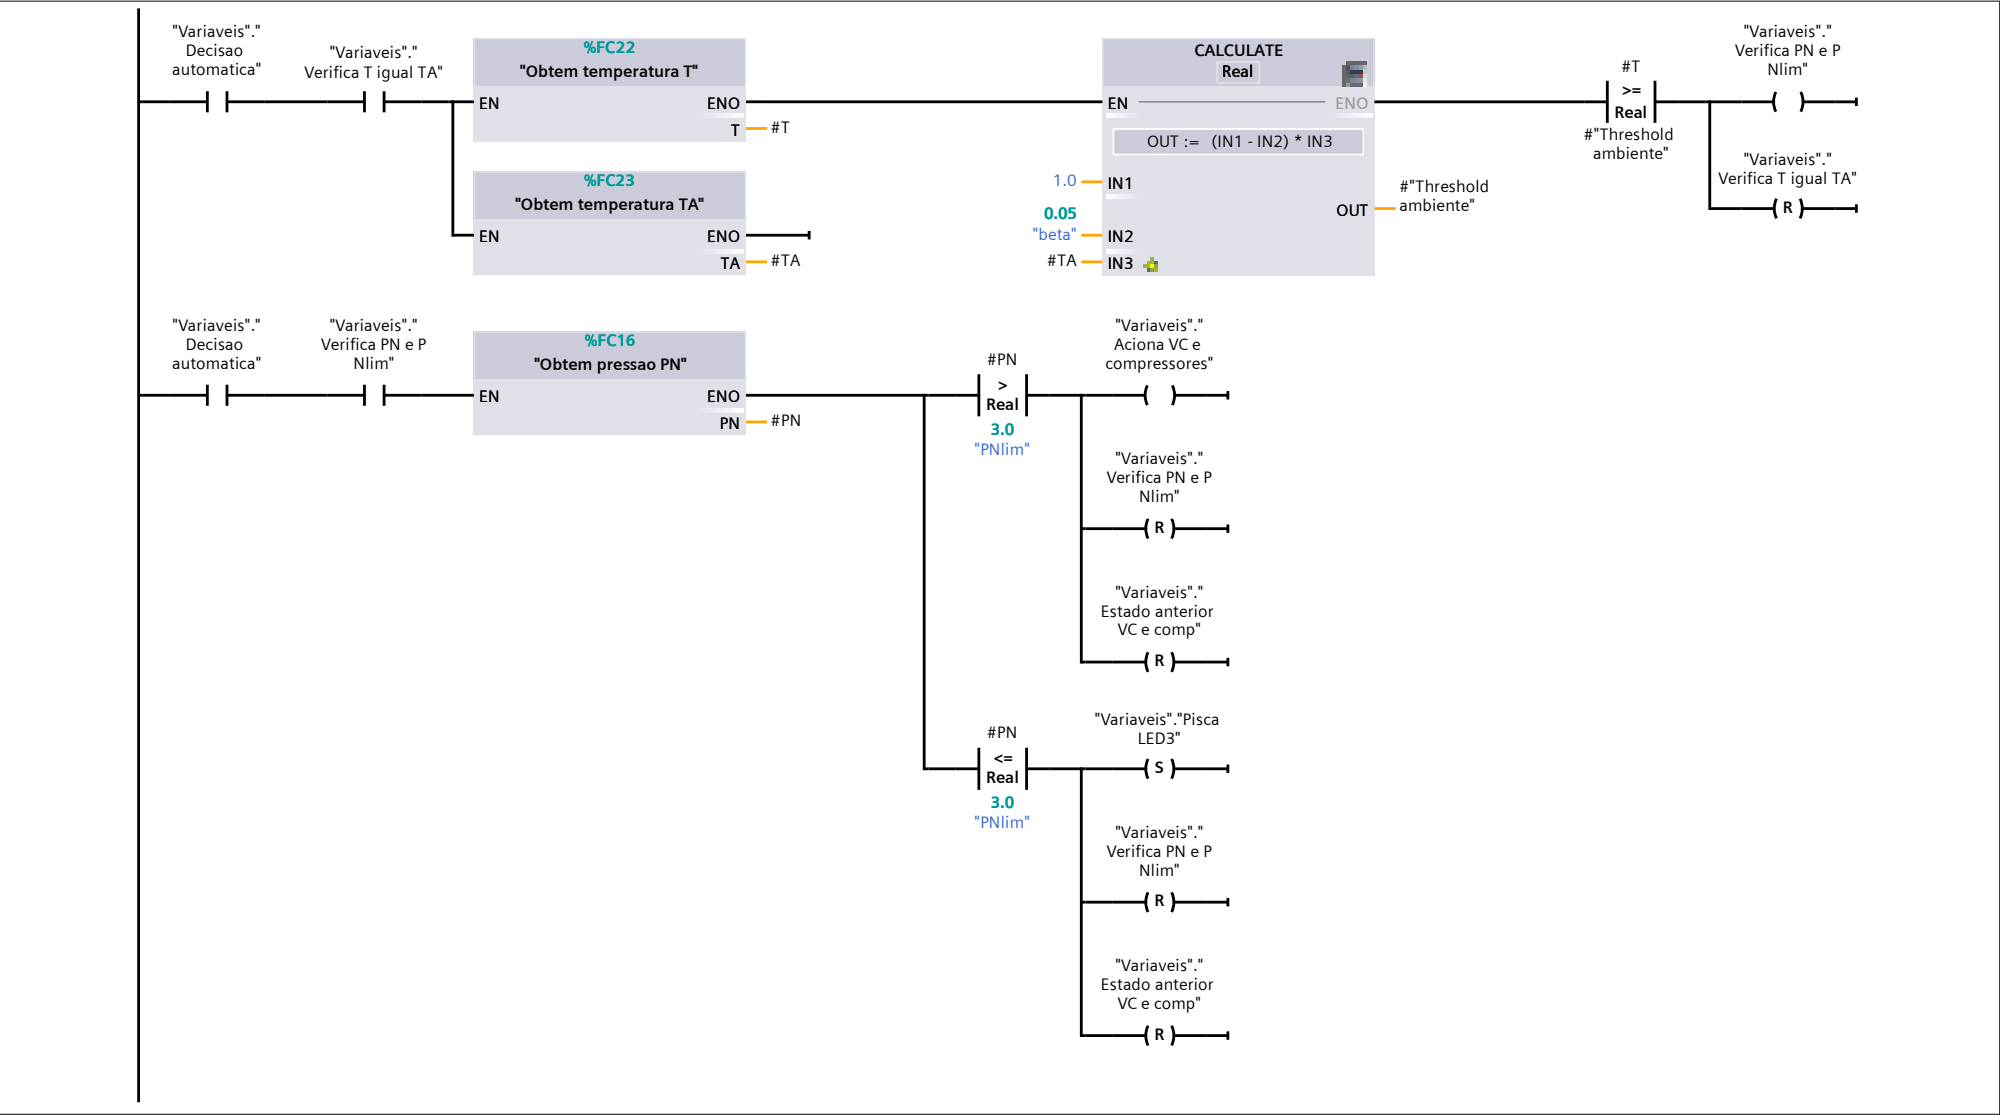 "Variaveis"."
Decisao
automatica"
"Variaveis"."
Verifica T igual TA"
%FC22
"Obtem temperatura T"
EN
ENO
T
#T
%FC23
"Obtem temperatura TA"
EN
ENO
TA
#TA
CALCULATE
Real
EN
ENO
OUT := (IN1 - IN2) * IN3
1.0
IN1
0.05
"beta"
IN2
#TA
IN3
OUT
#"Threshold
ambiente"
#T
>=
Real
#"Threshold
ambiente"
"Variaveis"."
Verifica PN e P
Nlim"
"Variaveis"."
Verifica T igual TA"
R
"Variaveis"."
Decisao
automatica"
"Variaveis"."
Verifica PN e P
Nlim"
%FC16
"Obtem pressao PN"
EN
ENO
PN
#PN
#PN
>
Real
3.0
"PNlim"
"Variaveis"."
Aciona VC e
compressores"
"Variaveis"."
Verifica PN e P
Nlim"
R
"Variaveis"."
Estado anterior
VC e comp"
R
#PN
<=
Real
3.0
"PNlim"
"Variaveis"."Pisca
LED3"
S
"Variaveis"."
Verifica PN e P
Nlim"
R
"Variaveis"."
Estado anterior
VC e comp"
R